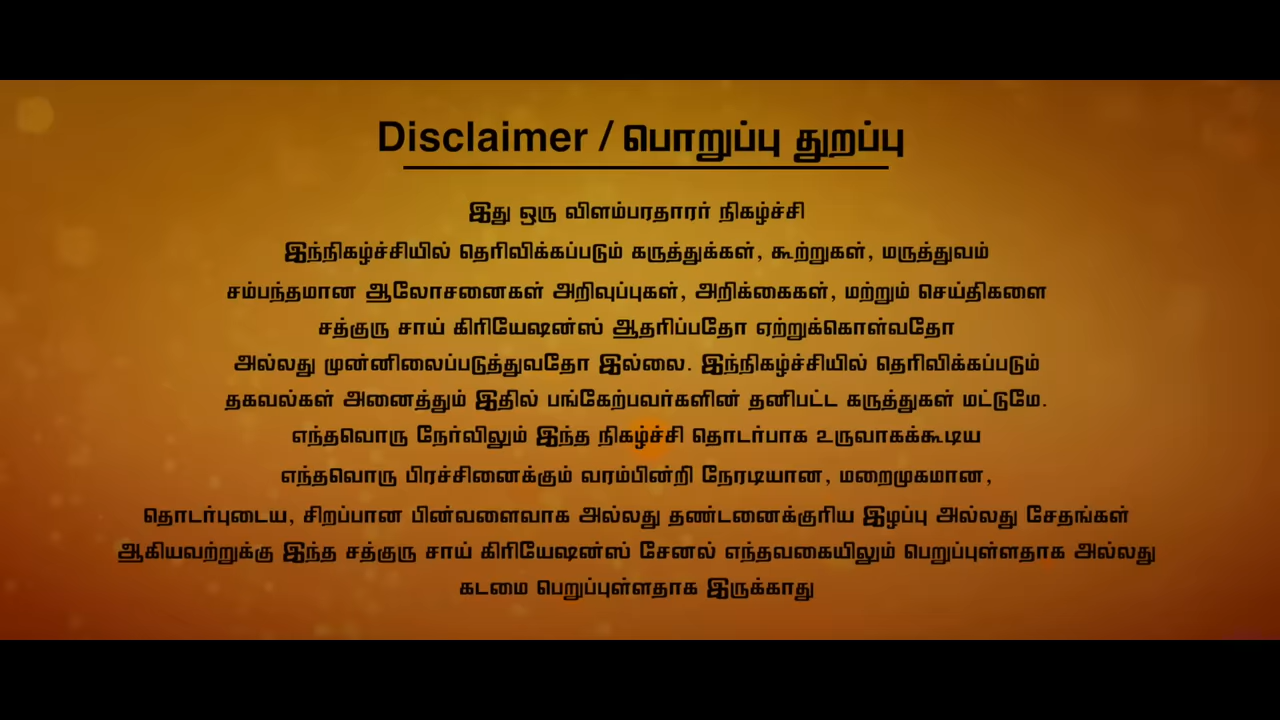 Disclaimer / பொறுப்பு துறப்பு
இது ஒரு விளம்பரதாரர் நிகழ்ச்சி
இந்நிகழ்ச்சியில் தெரிவிக்கப்படும் கருத்துக்கள், கூற்றுகள், மருத்துவம்
சம்பந்தமான ஆலோசனைகள் அறிவுப்புகள், அறிக்கைகள், மற்றும் செய்திகளை
சத்குரு சாய் கிரியேஷன்ஸ் ஆதரிப்பதோ ஏற்றுக்கொள்வதோ
அல்லது முன்னிலைப்படுத்துவதோ இல்லை. இந்நிகழ்ச்சியில் தெரிவிக்கப்படும்
தகவல்கள் அனைத்தும் இதில் பங்கேற்பவர்களின் தனிபட்ட கருத்துகள் மட்டுமே.
எந்தவொரு நேர்விலும் இந்த நிகழ்ச்சி தொடர்பாக உருவாகக்கூடிய
எந்தவொரு பிரச்சினைக்கும் வரம்பின்றி நேரடியான, மறைமுகமான,
தொடர்புடைய, சிறப்பான பின்வளைவாக அல்லது தண்டனைக்குரிய இழப்பு அல்லது சேதங்கள்
ஆகியவற்றுக்கு இந்த சத்குரு சாய் கிரியேஷன்ஸ் சேனல் எந்தவகையிலும் பெறுப்புள்ளதாக அல்லது
கடமை பெறுப்புள்ளதாக இருக்காது